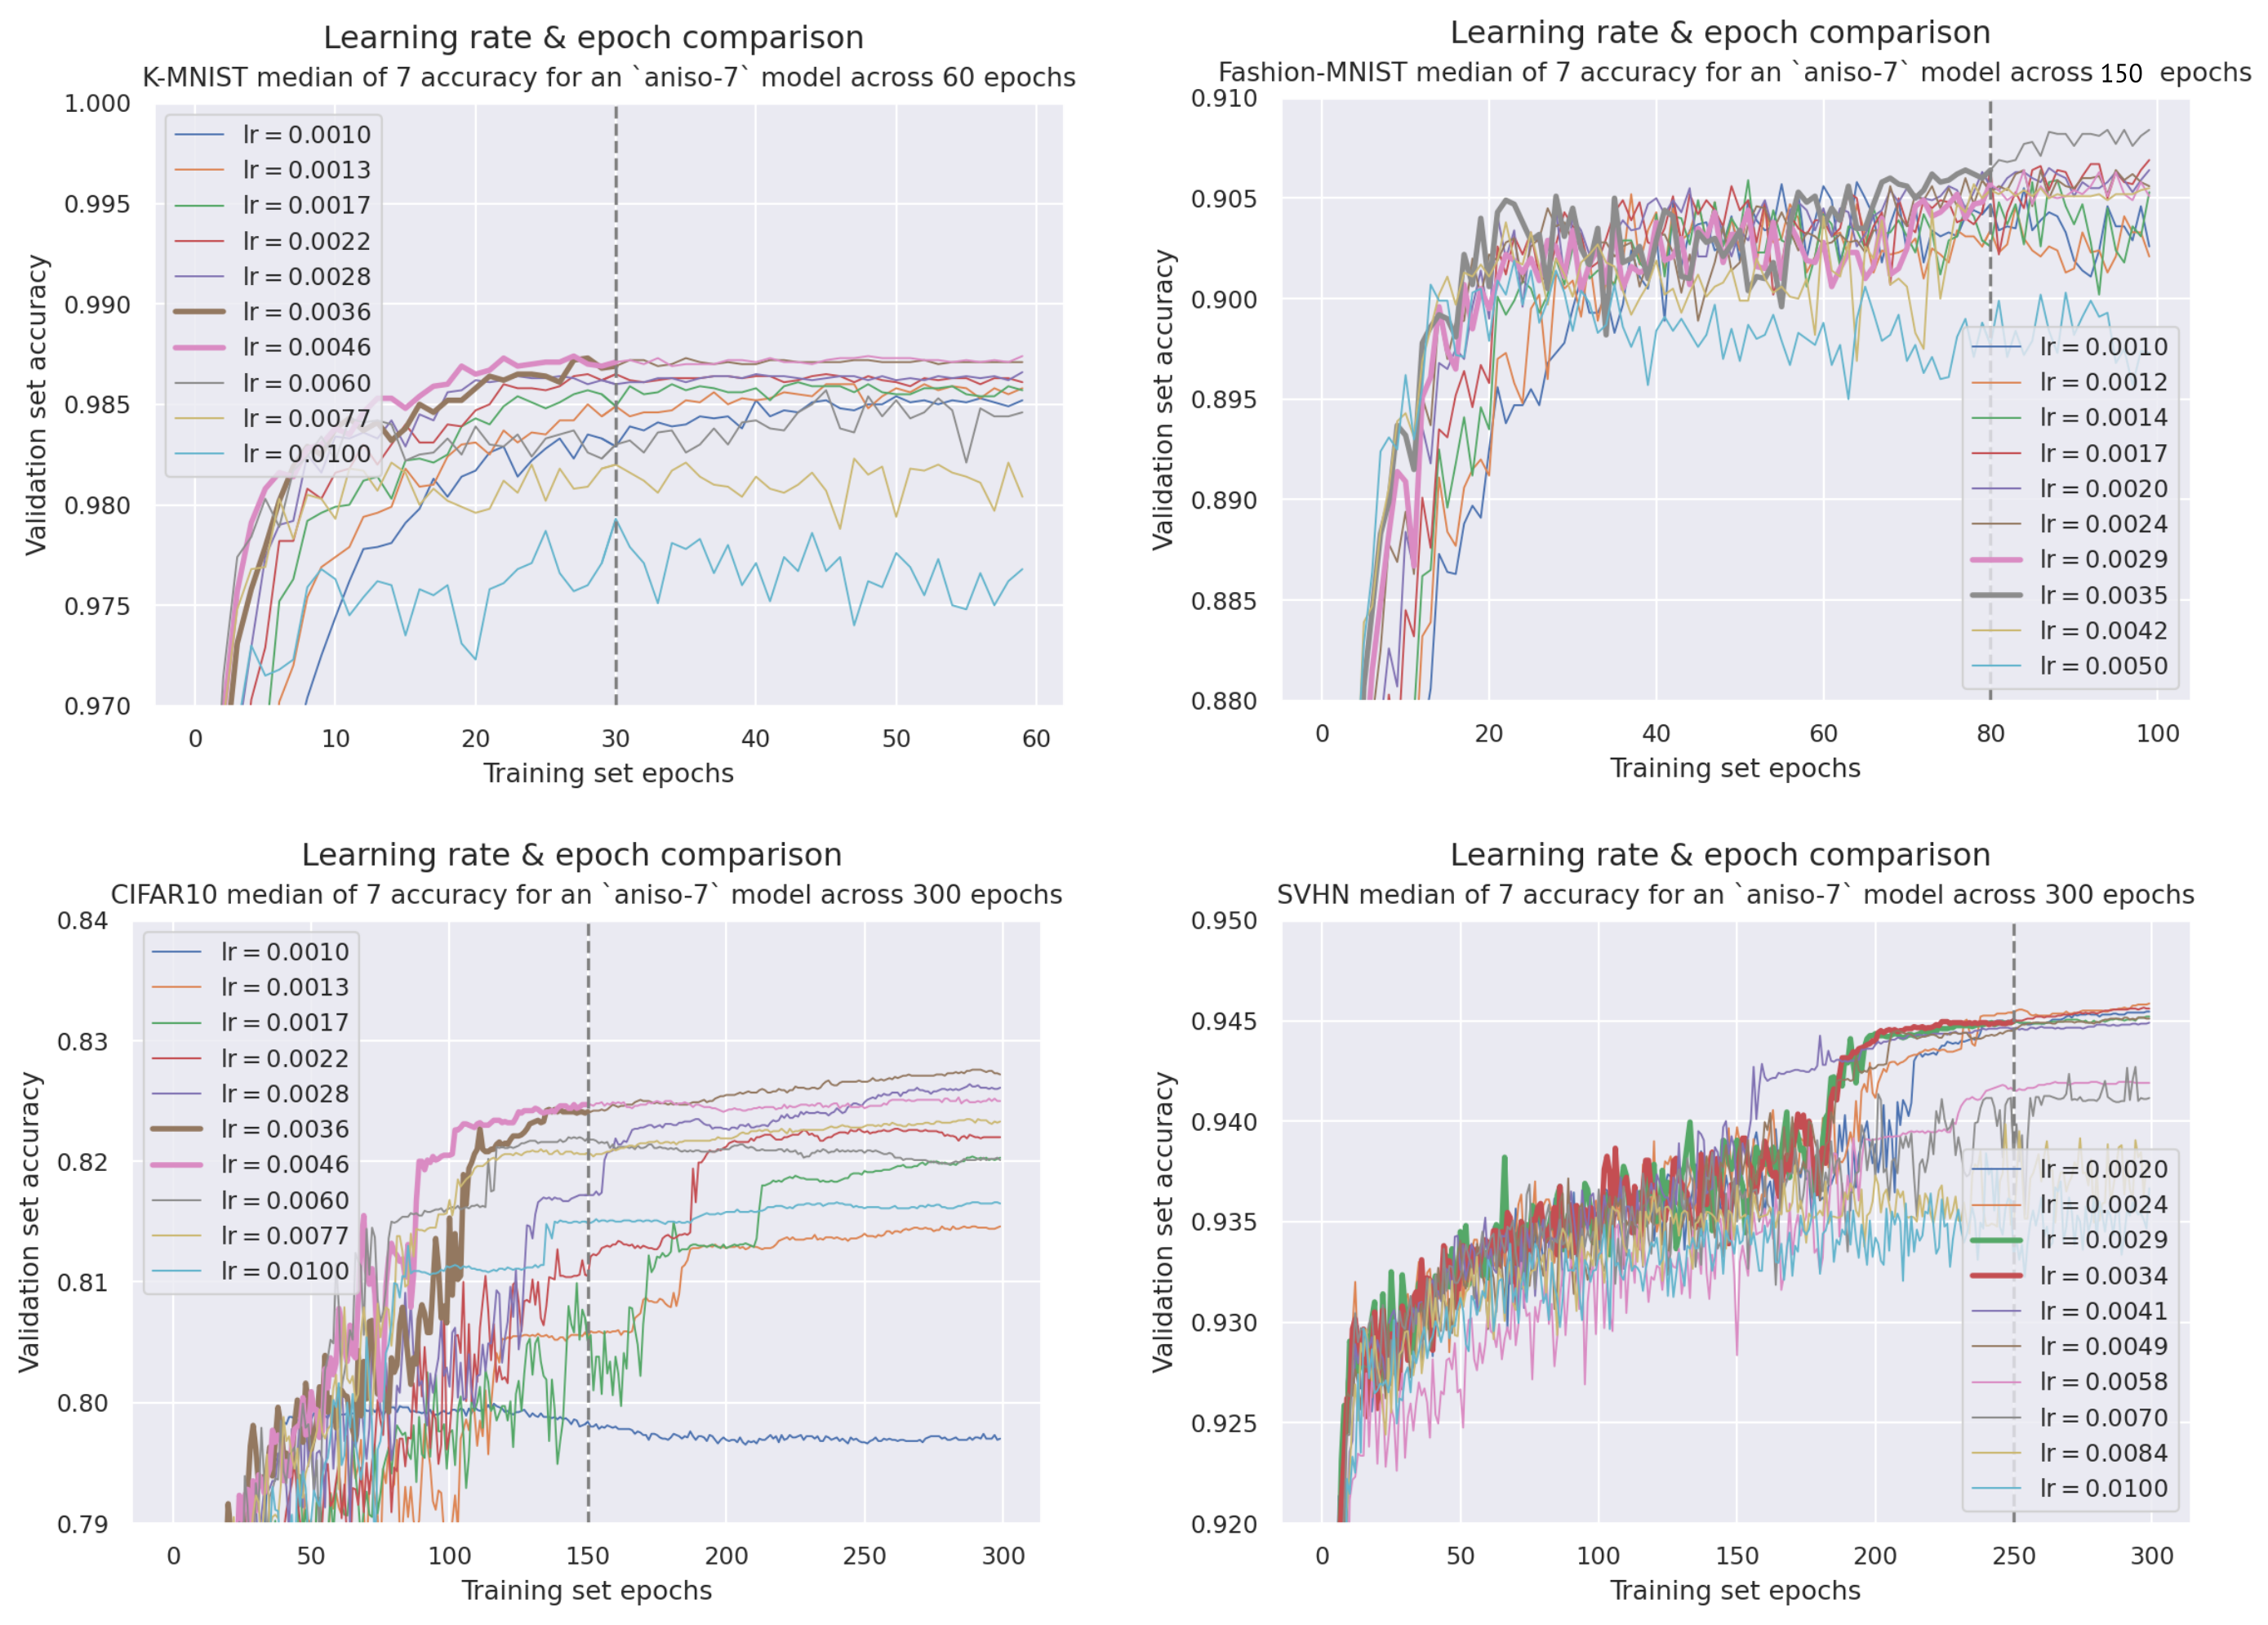 Learning rate & epoch comparison
K-MNIST median of 7 accuracy for an `aniso-7` model across 60 epochs
1.000
0.995
0.990
0.985
0.980
0.975
0.970
Validation set accuracy
lr = 0.0010
lr = 0.0013
lr = 0.0017
lr = 0.0022
lr = 0.0028
lr = 0.0036
lr = 0.0046
lr = 0.0060
lr = 0.0077
lr = 0.0100
0 10 20 30 40 50 60
Training set epochs
Learning rate & epoch comparison
Fashion-MNIST median of 7 accuracy for an `aniso-7` model across 150 epochs
0.910
0.905
0.900
0.895
0.890
0.885
0.880
Validation set accuracy
lr = 0.0010
lr = 0.0012
lr = 0.0014
lr = 0.0017
lr = 0.0020
lr = 0.0024
lr = 0.0029
lr = 0.0035
lr = 0.0042
lr = 0.0050
0 20 40 60 80 100
Training set epochs
Learning rate & epoch comparison
CIFAR10 median of 7 accuracy for an `aniso-7` model across 300 epochs
0.84
0.83
0.82
0.81
0.80
0.79
Validation set accuracy
lr = 0.0010
lr = 0.0013
lr = 0.0017
lr = 0.0022
lr = 0.0028
lr = 0.0036
lr = 0.0046
lr = 0.0060
lr = 0.0077
lr = 0.0100
0 50 100 150 200 250 300
Training set epochs
Learning rate & epoch comparison
SVHN median of 7 accuracy for an `aniso-7` model across 300 epochs
0.950
0.945
0.940
0.935
0.930
0.925
0.920
Validation set accuracy
lr = 0.0020
lr = 0.0024
lr = 0.0029
lr = 0.0034
lr = 0.0041
lr = 0.0049
lr = 0.0058
lr = 0.0070
lr = 0.0084
lr = 0.0100
0 50 100 150 200 250 300
Training set epochs